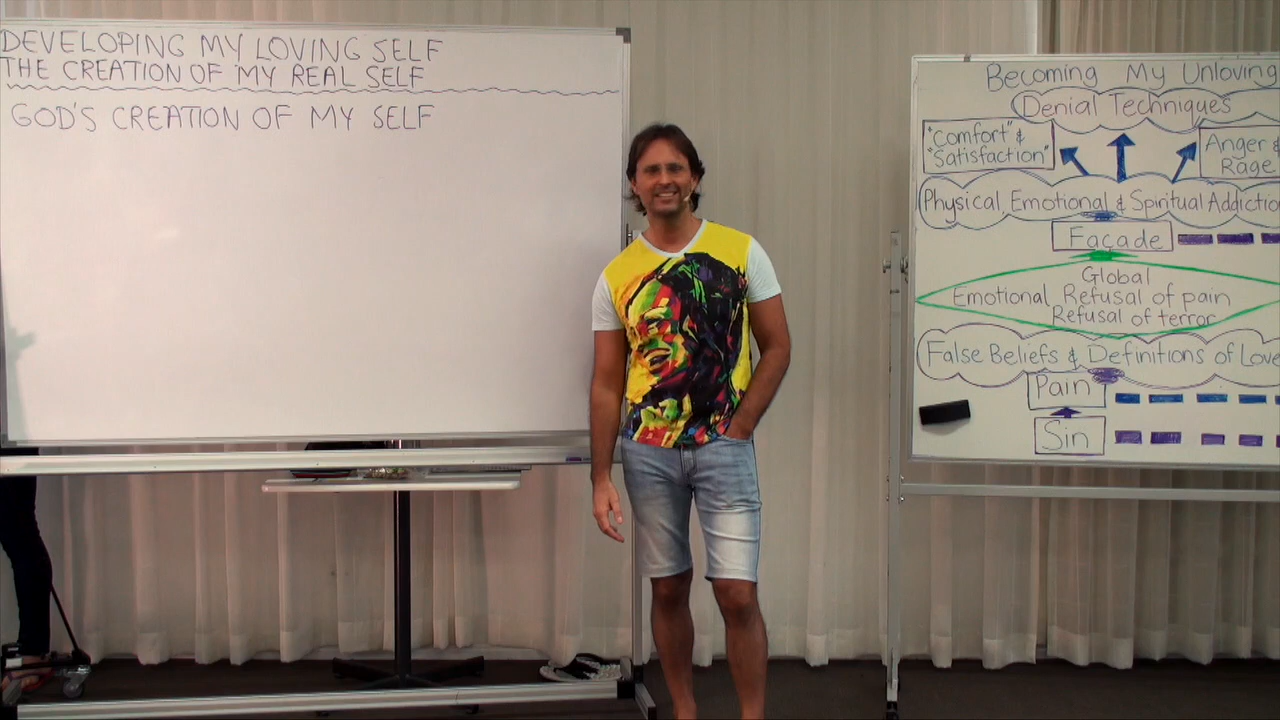 DEVELOPING MY LOVING SELF
THE CREATION OF MY REAL SELF
GOD'S CREATION OF MY SELF
Becoming My Unloving
Denial Techniques
"Comfort" &
"Satisfaction"
Anger &
Rage
Physical, Emotional & Spiritual Addictio
Façade
Global
Emotional Refusal of pain
Refusal of terror
False Beliefs & Definitions of Love
Pain
Sin